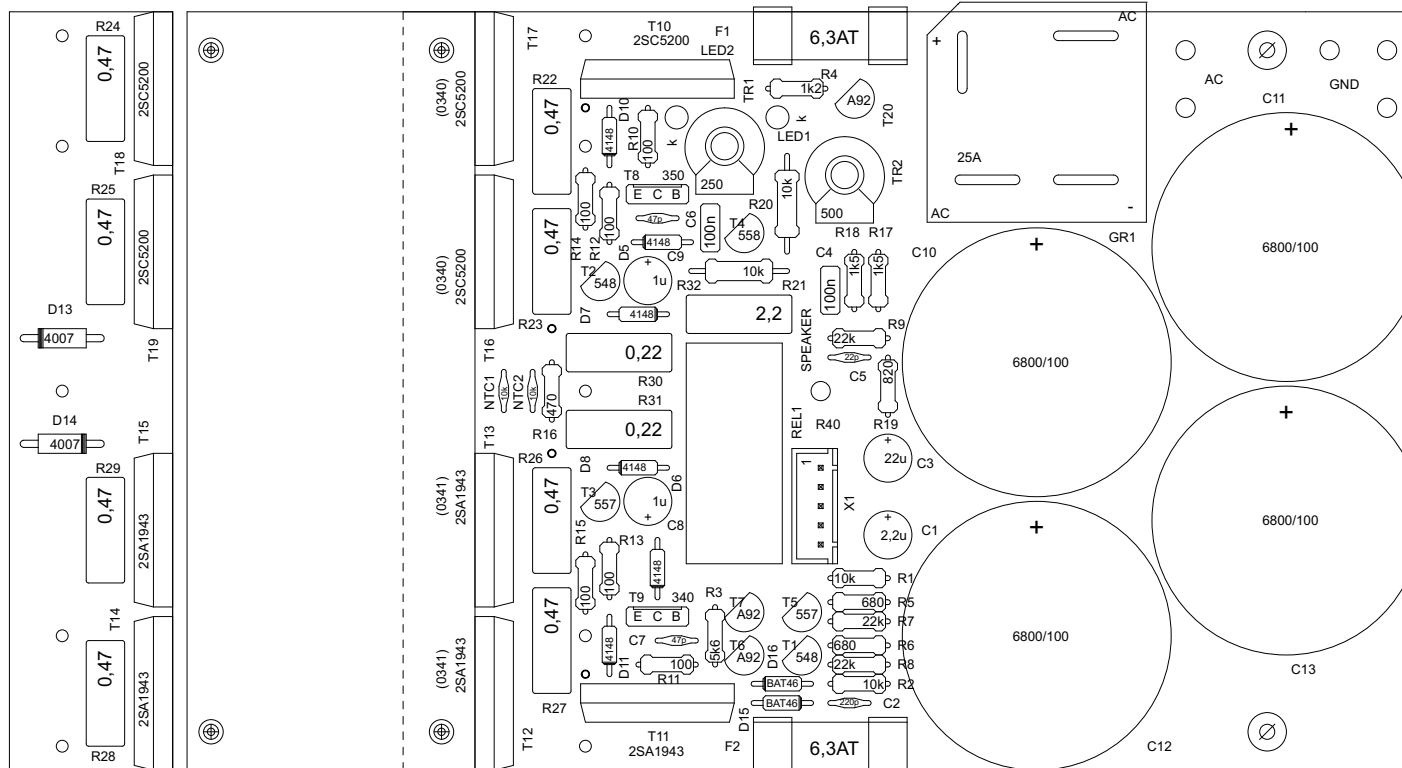 R24
0,47
2SC5200
T18
R25
0,47
2SC5200
D13
4007
T19
D14
4007
T15
R29
0,47
2SA1943
T14
0,47
2SA1943
R28
T17
(0340)
2SC5200
R22
0,47
(0340)
2SC5200
0,47
R23
T16
NTC1
10k
NTC2
10k
470
R16
T13
R26
(0341)
2SA1943
0,47
(0341)
2SA1943
0,47
R27
T12
T10
2SC5200
F1
LED2
6,3AT
TR1
R4
1k2
A92
T20
D10
4148
R10
100
k
k
LED1
250
TR2
500
T8
350
E C B
100
100
R14
R12
47p
C6
100n
T4
558
R20
10k
D5
4148
C9
R18
R17
T2
548
+
1u
R32
10k
R21
C4
100n
1k5
1k5
D7
4148
2,2
SPEAKER
22k
R9
22p
C5
820
0,22
R30
R31
0,22
REL1
R40
R19
D8
4148
D6
T3
557
1u
+
C8
1
X1
+
22u
C3
+
2,2u
C1
R15
R13
100
100
4148
T9
340
E C B
R3
5k6
T7
A92
T5
557
C7
47p
T6
A92
D16
T1
548
4148
D11
100
R11
BAT46
BAT46
D15
10k
R1
680
R5
22k
R7
680
R6
22k
R8
10k
R2
220p
C2
T11
2SA1943
F2
6,3AT
AC
+
25A
AC
-
GR1
AC
GND
C11
+
6800/100
C10
+
6800/100
+
6800/100
C13
+
6800/100
C12